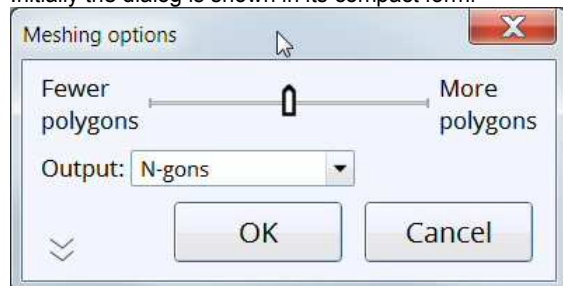 Initially the dialog is shown in its compact form.
Meshing options
Fewer polygons
More polygons
Output: N-gons
OK Cancel